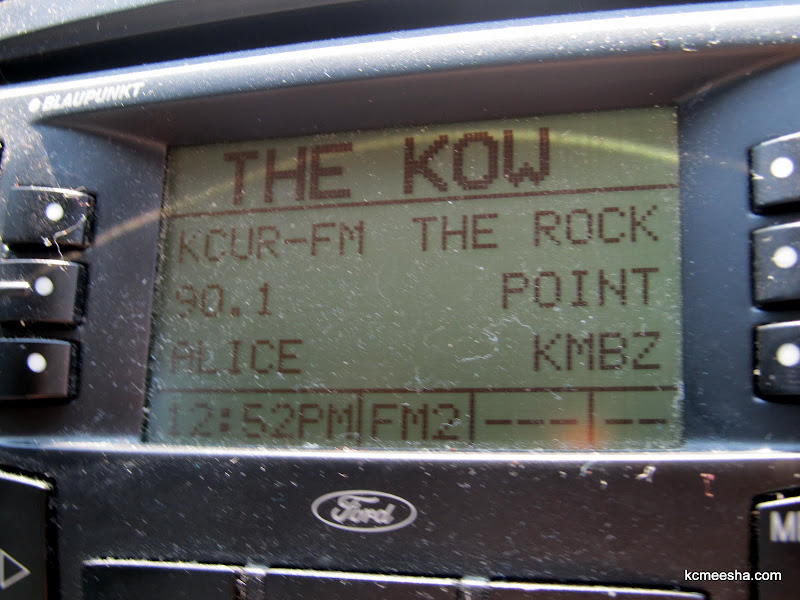 BLAUPUNKT
THE KOW
KCUR-FM THE ROCK
90.1 POINT
ALICE KMBZ
12:52PM FM2 ---- --
Ford
kcmeesha.com